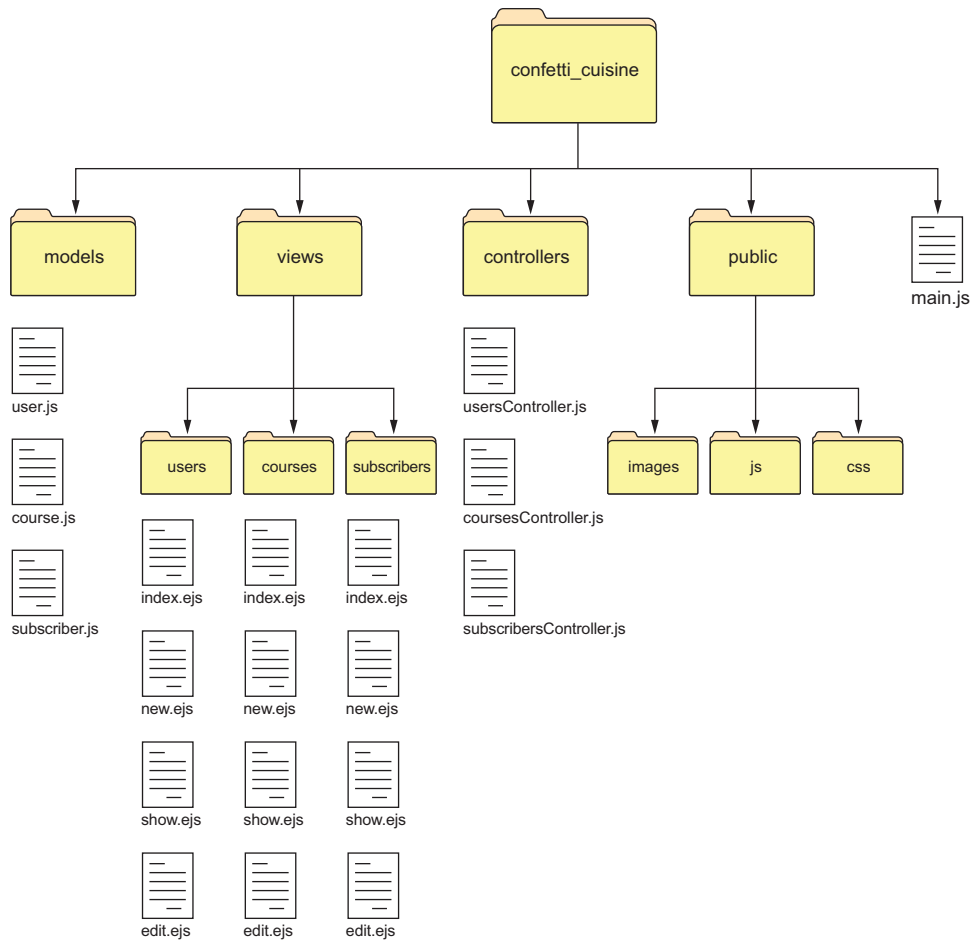 confetti_cuisine
models
views
controllers
public
main.js
user.js
usersController.js
users
courses
subscribers
images
js
css
course.js
coursesController.js
index.ejs
index.ejs
index.ejs
subscriber.js
subscribersController.js
new.ejs
new.ejs
new.ejs
show.ejs
show.ejs
show.ejs
edit.ejs
edit.ejs
edit.ejs